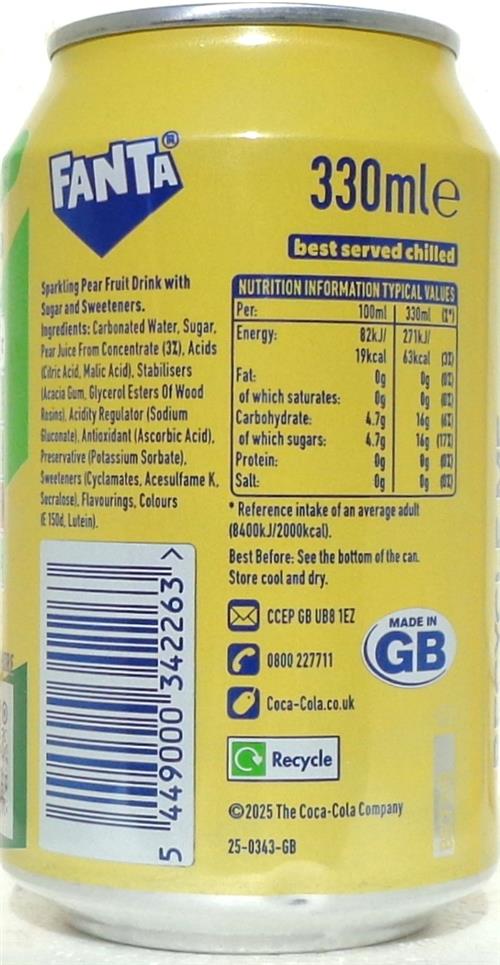 FANTA®
330ml℮
best served chilled
Sparkling Pear Fruit Drink with
Sugar and Sweeteners.
Ingredients: Carbonated Water, Sugar,
Pear Juice From Concentrate (3%), Acids
(Citric Acid, Malic Acid), Stabilisers
(Acacia Gum, Glycerol Esters Of Wood
Rosins), Acidity Regulator (Sodium
Gluconate), Antioxidant (Ascorbic Acid),
Preservative (Potassium Sorbate),
Sweeteners (Cyclamates, Acesulfame K,
Sucralose), Flavourings, Colours
(E 150d, Lutein).
NUTRITION INFORMATION TYPICAL VALUES
Per: 100ml 330ml (%*)
Energy: 82kJ/ 271kJ/
19kcal 63kcal (3%)
Fat: 0g 0g (0%)
of which saturates: 0g 0g (0%)
Carbohydrate: 4.7g 16g (6%)
of which sugars: 4.7g 16g (17%)
Protein: 0g 0g (0%)
Salt: 0g 0g (0%)
* Reference intake of an average adult
(8400kJ/2000kcal).
Best Before: See the bottom of the can.
Store cool and dry.
CCEP GB UB8 1EZ
0800 227711
Coca-Cola.co.uk
MADE IN
GB
Recycle
©2025 The Coca-Cola Company
25-0343-GB
5 449000 342263 >